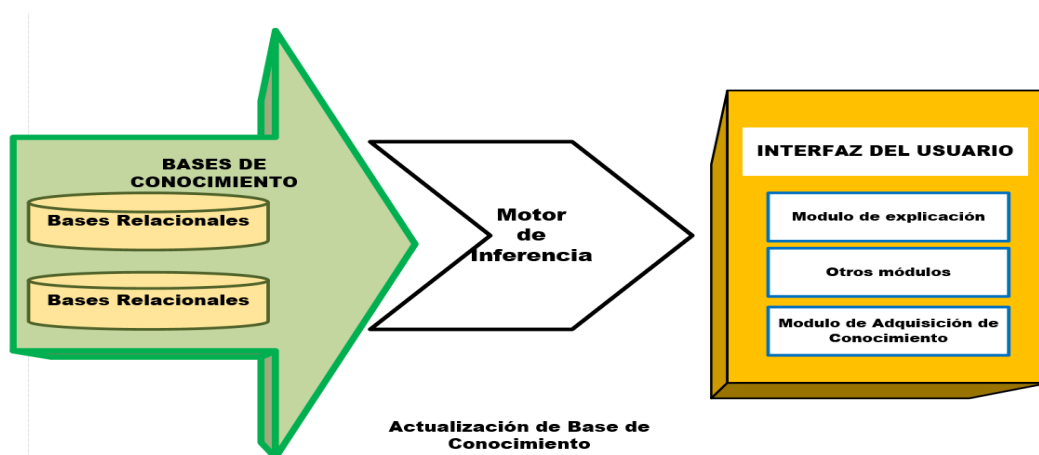 BASES DE
CONOCIMIENTO
Bases Relacionales
Bases Relacionales
Motor
de
Inferencia
INTERFAZ DEL USUARIO
Modulo de explicación
Otros módulos
Modulo de Adquisición de
Conocimiento
Actualización de Base de
Conocimiento